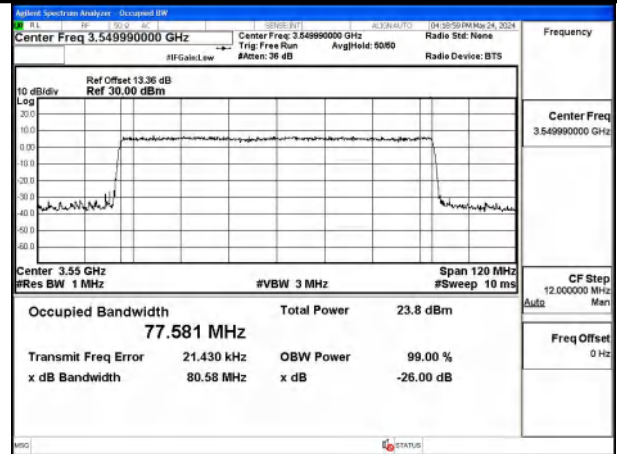 Agilent Spectrum Analyzer - Occupied BW
RL RF 50 Ω AC SENSE:INT ALIGNAUTO 04:58:59 PM May 24, 2024
Center Freq 3.549990000 GHz Center Freq: 3.549990000 GHz Radio Std: None Frequency
Trig: Free Run Avg|Hold: 50/50
#IFGain:Low #Atten: 36 dB Radio Device: BTS
Ref Offset 13.36 dB
10 dB/div Ref 30.00 dBm
Log
20.0
10.0
0.00
-10.0
-20.0
-30.0
-40.0
-50.0
-60.0
Center Freq
3.549990000 GHz
Center 3.55 GHz Span 120 MHz
#Res BW 1 MHz #VBW 3 MHz #Sweep 10 ms
CF Step
12.000000 MHz
Auto Man
Occupied Bandwidth Total Power 23.8 dBm
77.581 MHz
Transmit Freq Error 21.430 kHz OBW Power 99.00 %
x dB Bandwidth 80.58 MHz x dB -26.00 dB
Freq Offset
0 Hz
MSG STATUS